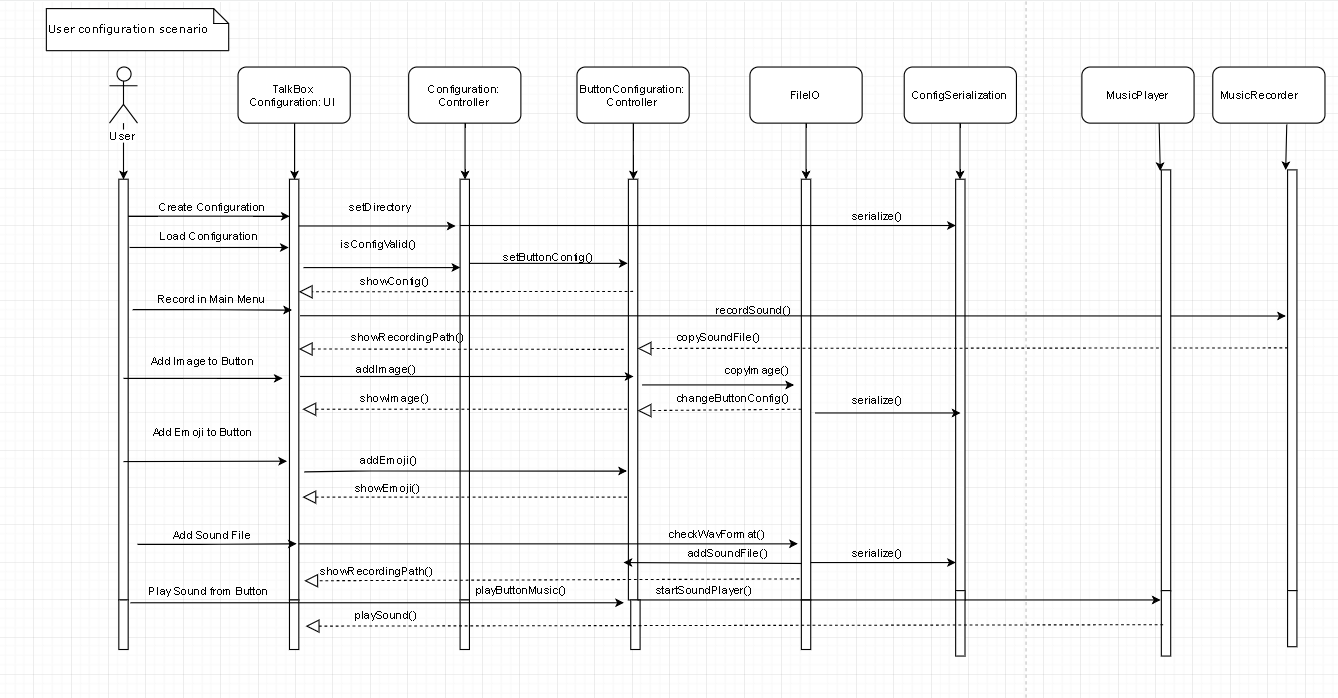 User configuration scenario
User
TalkBox
Configuration: UI
Configuration:
Controller
ButtonConfiguration:
Controller
FileIO
ConfigSerialization
MusicPlayer
MusicRecorder
Create Configuration
setDirectory
serialize()
Load Configuration
isConfigValid()
setButtonConfig()
showConfig()
Record in Main Menu
recordSound()
showRecordingPath()
copySoundFile()
Add Image to Button
addImage()
copyImage()
showImage()
changeButtonConfig()
serialize()
Add Emoji to Button
addEmoji()
showEmoji()
Add Sound File
checkWavFormat()
addSoundFile()
serialize()
showRecordingPath()
Play Sound from Button
playButtonMusic()
startSoundPlayer()
playSound()